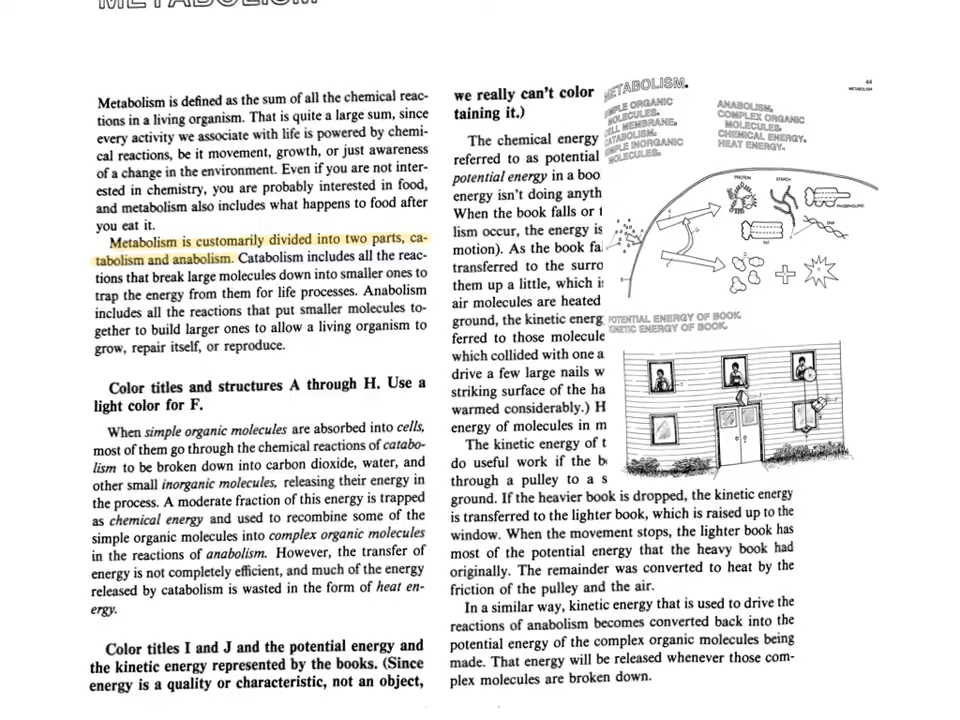 METABOLISM
Metabolism is defined as the sum of all the chemical reac-
tions in a living organism. That is quite a large sum, since
every activity we associate with life is powered by chemi-
cal reactions, be it movement, growth, or just awareness
of a change in the environment. Even if you are not inter-
ested in chemistry, you are probably interested in food,
and metabolism also includes what happens to food after
you eat it.
Metabolism is customarily divided into two parts, ca-
tabolism and anabolism. Catabolism includes all the reac-
tions that break large molecules down into smaller ones to
trap the energy from them for life processes. Anabolism
includes all the reactions that put smaller molecules to-
gether to build larger ones to allow a living organism to
grow, repair itself, or reproduce.
Color titles and structures A through H. Use a
light color for F.
When simple organic molecules are absorbed into cells,
most of them go through the chemical reactions of catabo-
lism to be broken down into carbon dioxide, water, and
other small inorganic molecules, releasing their energy in
the process. A moderate fraction of this energy is trapped
as chemical energy and used to recombine some of the
simple organic molecules into complex organic molecules
in the reactions of anabolism. However, the transfer of
energy is not completely efficient, and much of the energy
released by catabolism is wasted in the form of heat en-
ergy.
Color titles I and J and the potential energy and
the kinetic energy represented by the books. (Since
energy is a quality or characteristic, not an object,
we really can't color
taining it.)
The chemical energy
referred to as potential
potential energy in a boo
energy isn't doing anyth
When the book falls or
lism occur, the energy is
motion). As the book fa
transferred to the surro
them up a little, which
air molecules are heated
ground, the kinetic energ
ferred to those molecule
which collided with one a
drive a few large nails w
striking surface of the ha
warmed considerably.) H
energy of molecules in m
The kinetic energy of t
do useful work if the
through a pulley to a s
ground. If the heavier book is dropped, the kinetic energy
is transferred to the lighter book, which is raised up to the
window. When the movement stops, the lighter book has
most of the potential energy that the heavy book had
originally. The remainder was converted to heat by the
friction of the pulley and the air.
In a similar way, kinetic energy that is used to drive the
reactions of anabolism becomes converted back into the
potential energy of the complex organic molecules being
made. That energy will be released whenever those com-
plex molecules are broken down.
44
METABOLISM
METABOLISM.
SIMPLE ORGANIC
MOLECULES.
CELL MEMBRANE.
CATABOLISM.
SIMPLE INORGANIC
MOLECULES.
ANABOLISM.
COMPLEX ORGANIC
MOLECULES.
CHEMICAL ENERGY.
HEAT ENERGY.
PROTEIN
STARCH
PHOSPHOLIPID
DNA
POTENTIAL ENERGY OF BOOK
KINETIC ENERGY OF BOOK